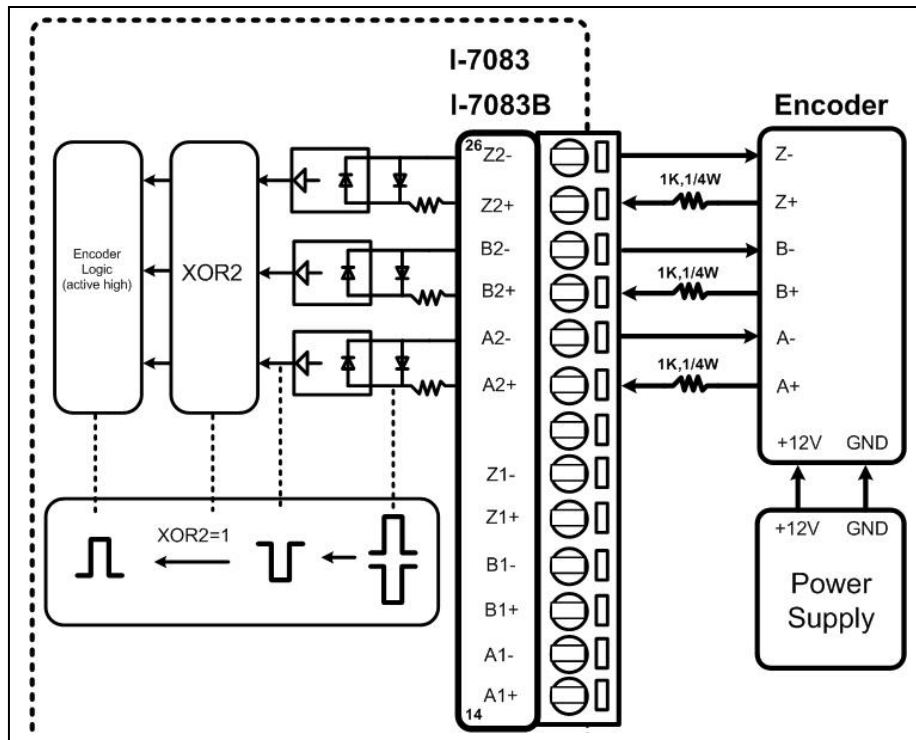 I-7083
I-7083B
Encoder
26
Z2-
Z2+
B2-
B2+
A2-
A2+
Z1-
Z1+
B1-
B1+
A1-
A1+
14
Encoder
Logic
(active high)
XOR2
XOR2=1
1K,1/4W
1K,1/4W
1K,1/4W
Z-
Z+
B-
B+
A-
A+
+12V GND
+12V GND
Power
Supply